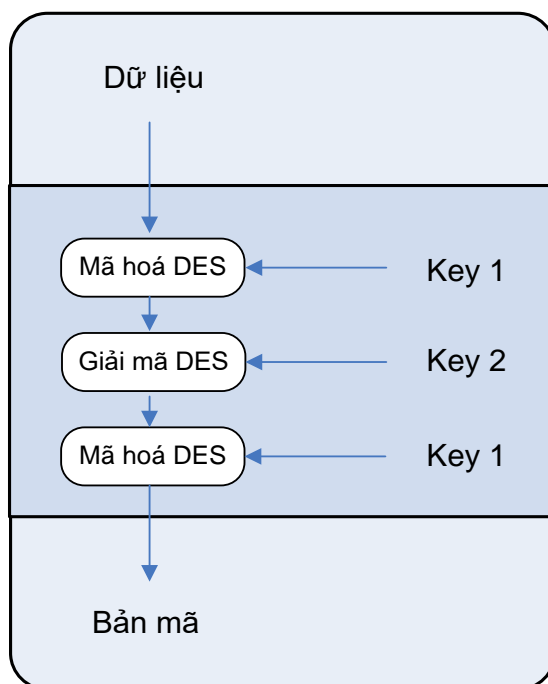 Dữ liệu
Mã hoá DES
Key 1
Giải mã DES
Key 2
Mã hoá DES
Key 1
Bản mã